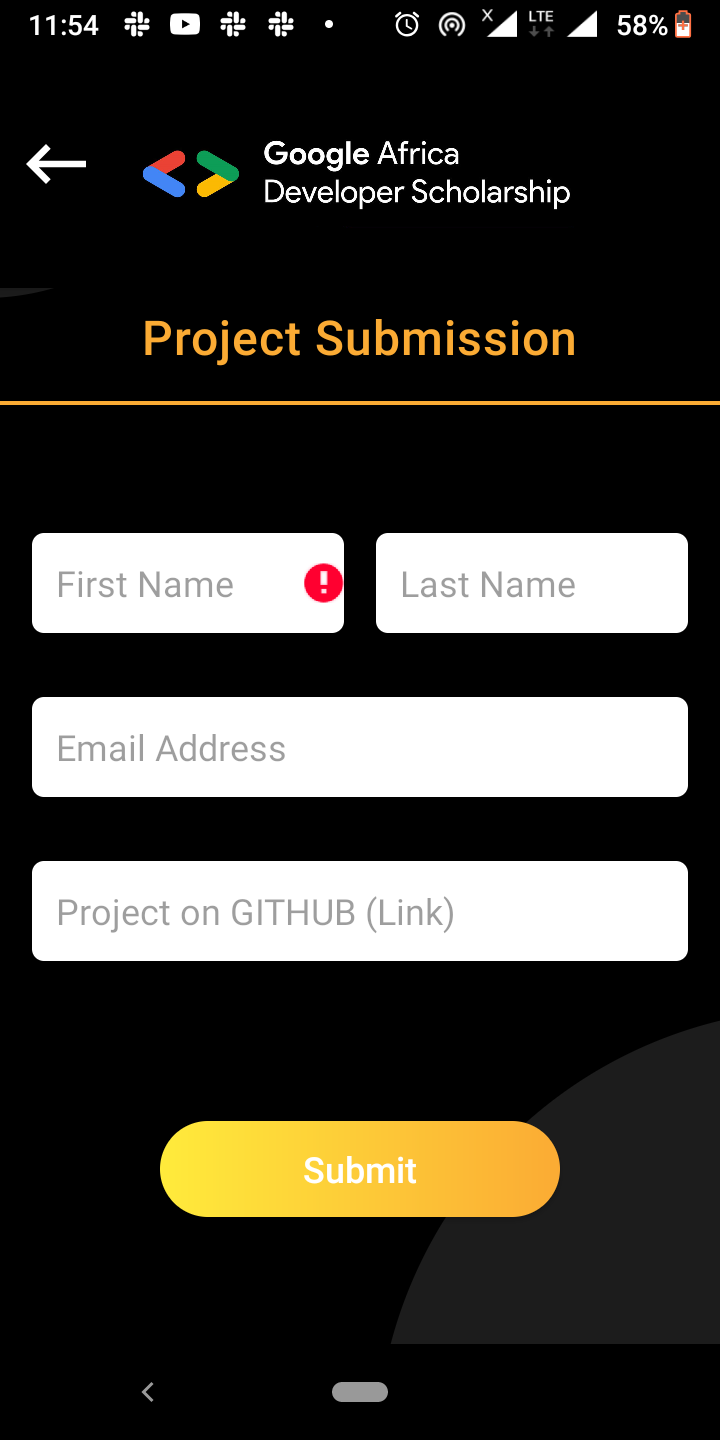 11:54 X LTE 58%
Google Africa
Developer Scholarship
Project Submission
First Name Last Name
Email Address
Project on GITHUB (Link)
Submit